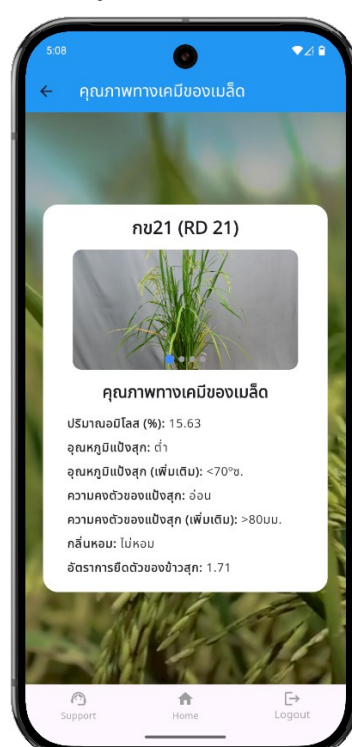 5:08
คุณภาพทางเคมีของเมล็ด
กข21 (RD 21)
คุณภาพทางเคมีของเมล็ด
ปริมาณอมิโลส (%): 15.63
อุณหภูมิแป้งสุก: ต่ำ
อุณหภูมิแป้งสุก (เพิ่มเติม): <70°ซ.
ความคงตัวของแป้งสุก: อ่อน
ความคงตัวของแป้งสุก (เพิ่มเติม): >80มม.
กลิ่นหอม: ไม่หอม
อัตราการยืดตัวของข้าวสุก: 1.71
Support Home Logout